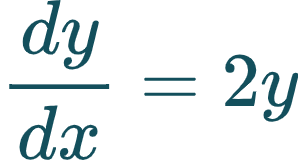 dy/dx = 2y